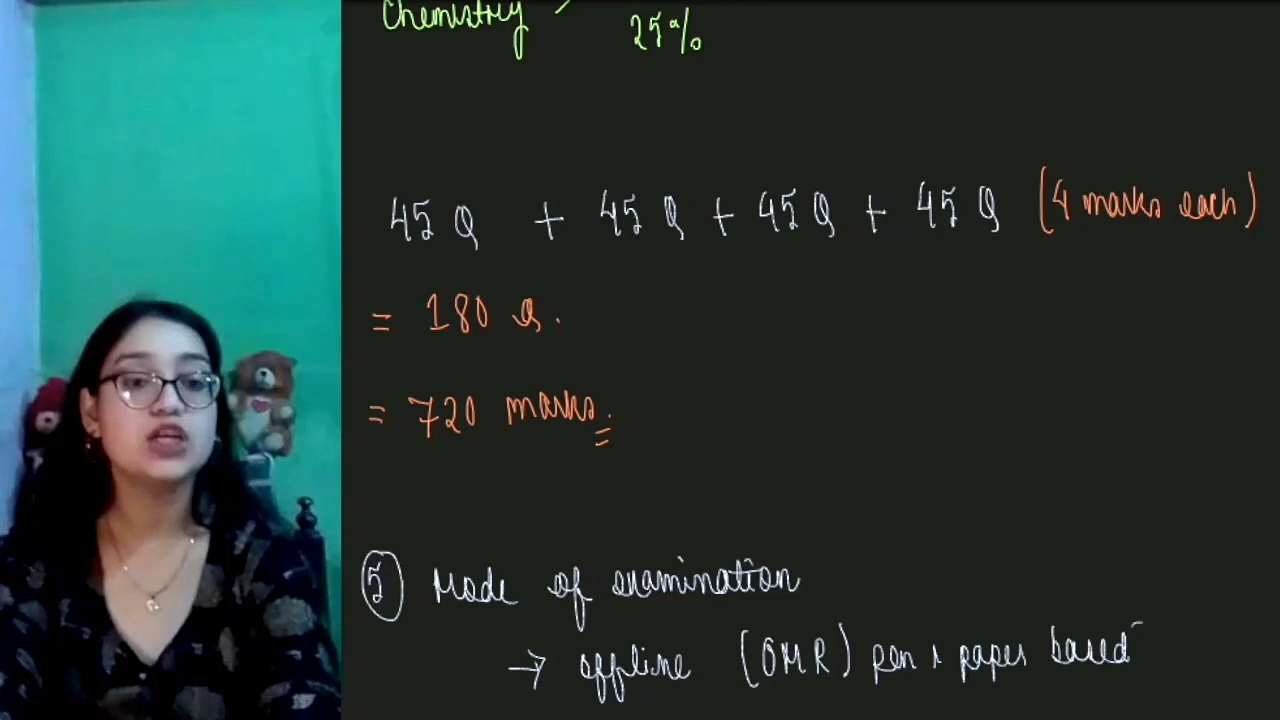 Chemistry -
25%
45 Q + 45 Q + 45 Q + 45 Q (4 marks each)
= 180 Q.
= 720 marks.
5 Mode of examination
→ offline (OMR) pen & paper based